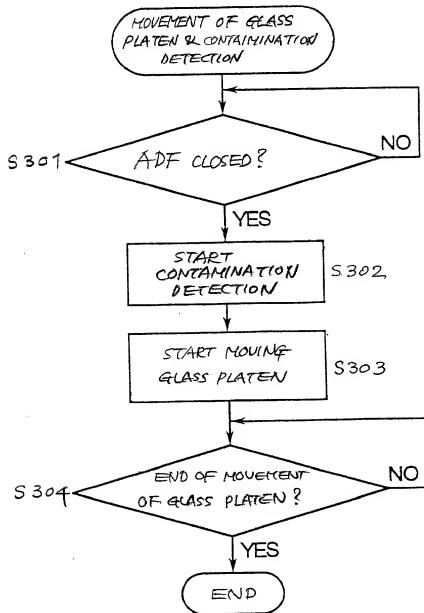 MOVEMENT OF GLASS
PLATEN & CONTAIMINATION
DETECTION
S301
ADF CLOSED?
NO
YES
START
CONTAMINATION
DETECTION
S302
START MOVING
GLASS PLATEN
S303
S304
END OF MOVEMENT
OF GLASS PLATEN?
NO
YES
END